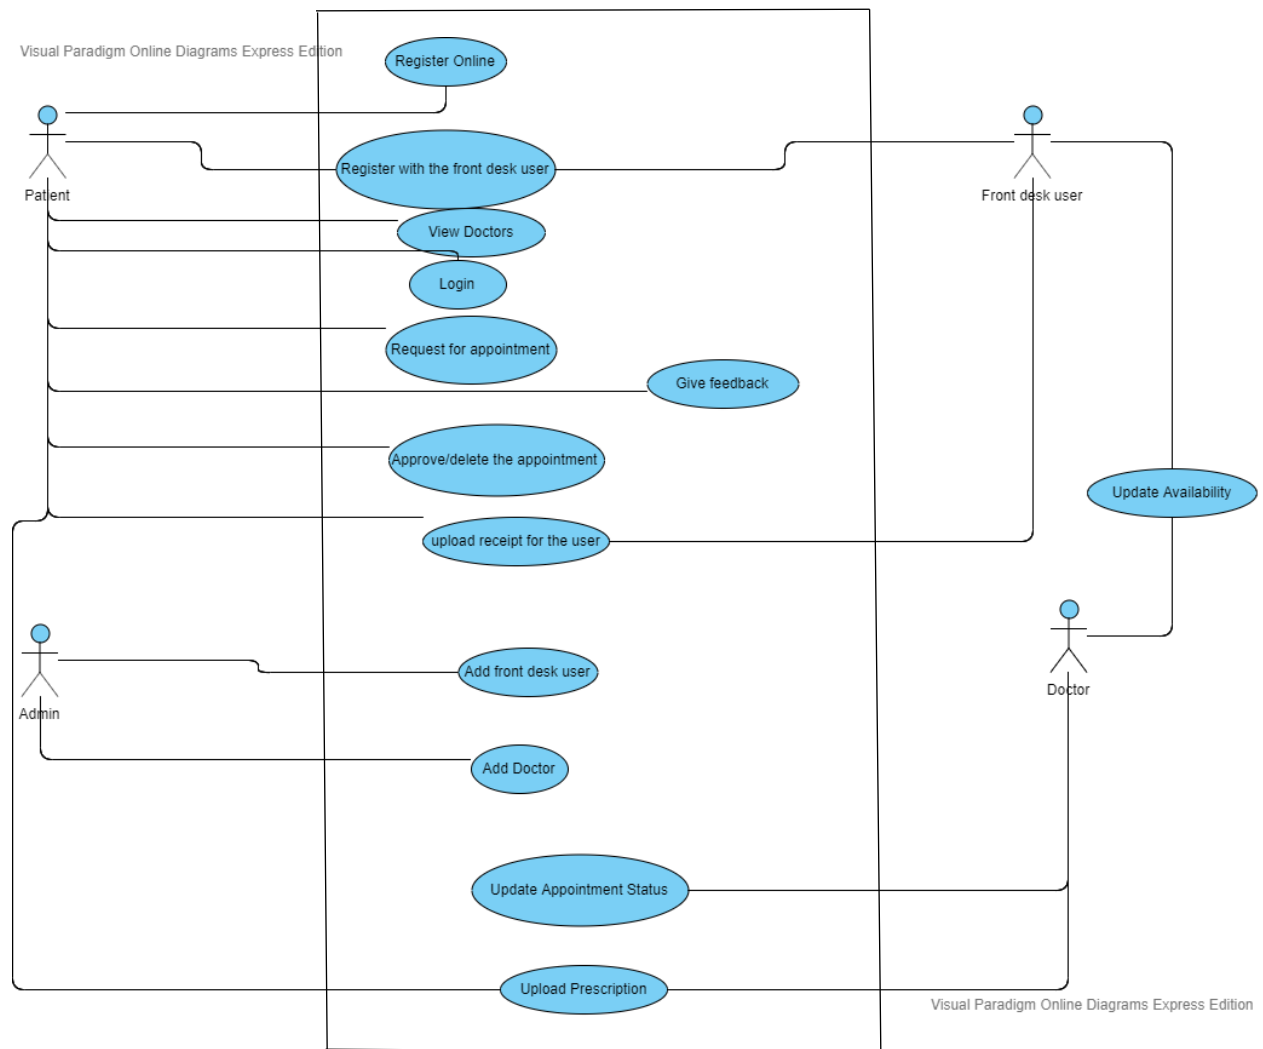 Visual Paradigm Online Diagrams Express Edition
Register Online
Patient
Register with the front desk user
Front desk user
View Doctors
Login
Request for appointment
Give feedback
Approve/delete the appointment
Update Availability
upload receipt for the user
Add front desk user
Doctor
Admin
Add Doctor
Update Appointment Status
Upload Prescription
Visual Paradigm Online Diagrams Express Edition